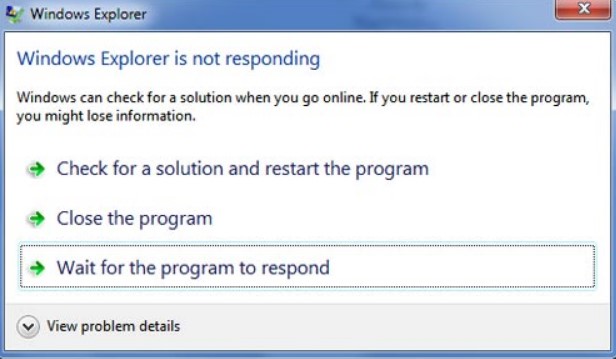 Windows Explorer
Windows Explorer is not responding
Windows can check for a solution when you go online. If you restart or close the program,
you might lose information.
Check for a solution and restart the program
Close the program
Wait for the program to respond
View problem details